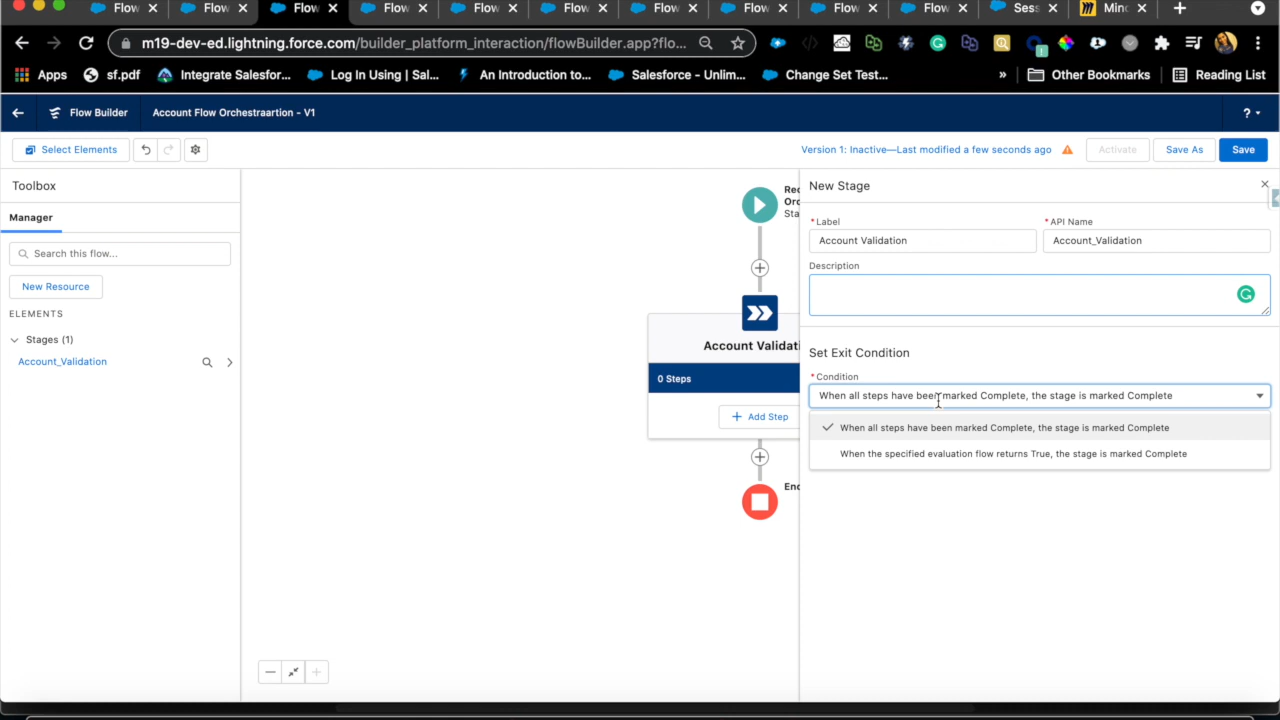 Flow Flow Flow Flow Flow Flow Flow Flow Flow Flow Sess Minc
m19-dev-ed.lightning.force.com/builder_platform_interaction/flowBuilder.app?flo...
Apps sf.pdf Integrate Salesfor... Log In Using | Sal... An Introduction to... Salesforce - Unlim... Change Set Test... » Other Bookmarks Reading List
Flow Builder Account Flow Orchestraartion - V1 ?
Select Elements Version 1: Inactive—Last modified a few seconds ago Activate Save As Save
Toolbox
Manager
Search this flow...
New Resource
ELEMENTS
Stages (1)
Account_Validation
Rec
Orc
Sta
Account Validati
0 Steps
+ Add Step
End
New Stage
* Label * API Name
Account Validation Account_Validation
Description
Set Exit Condition
* Condition
When all steps have been marked Complete, the stage is marked Complete
When all steps have been marked Complete, the stage is marked Complete
When the specified evaluation flow returns True, the stage is marked Complete